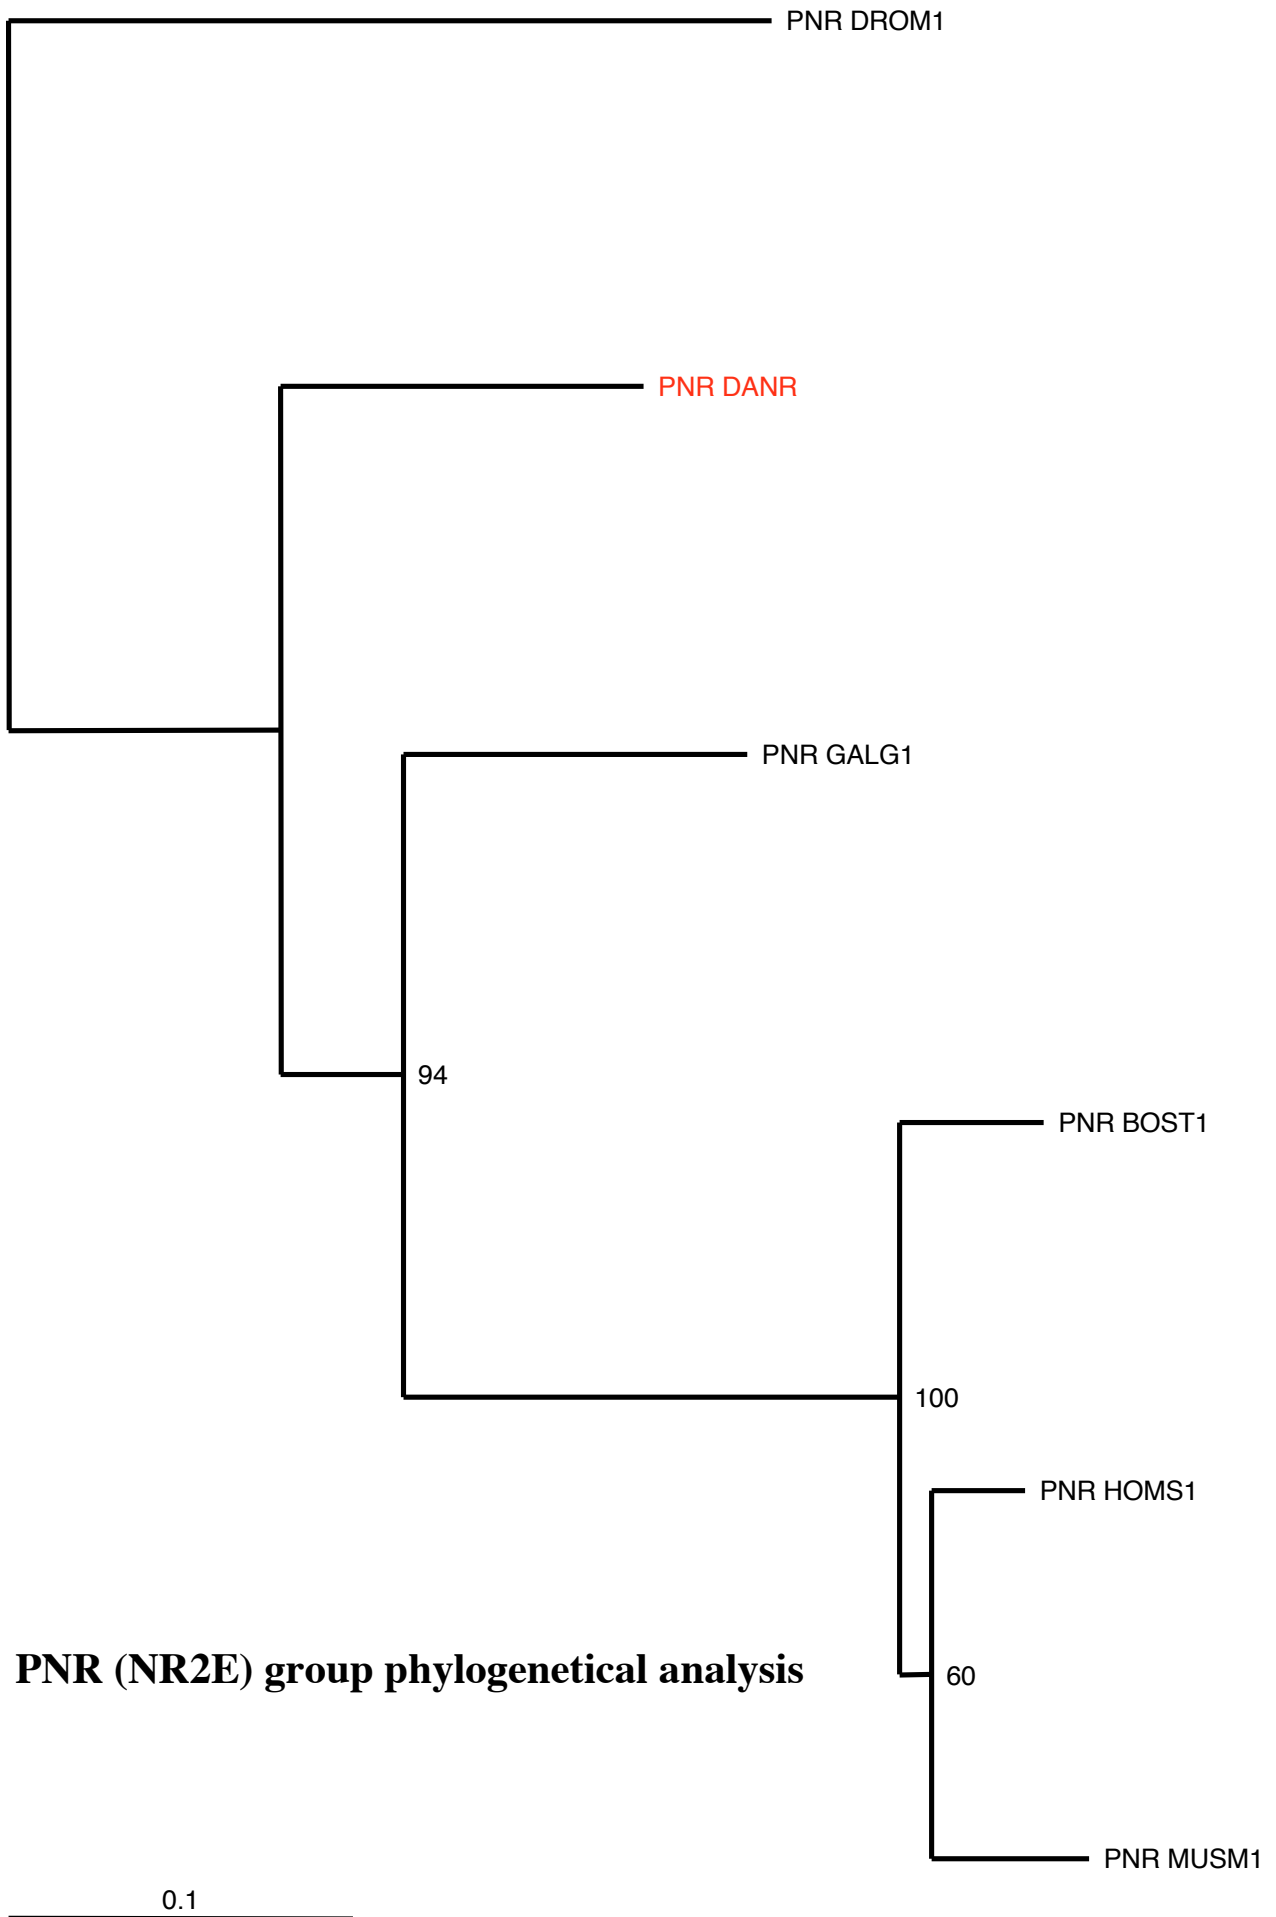 PNR DROM1
PNR DANR
PNR GALG1
94
PNR BOST1
100
PNR HOMS1
PNR (NR2E) group phylogenetical analysis
60
PNR MUSM1
0.1